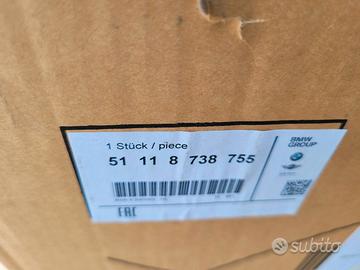 1 Stück / piece
51 11 8 738 755
BMW
GROUP
EAC
subito